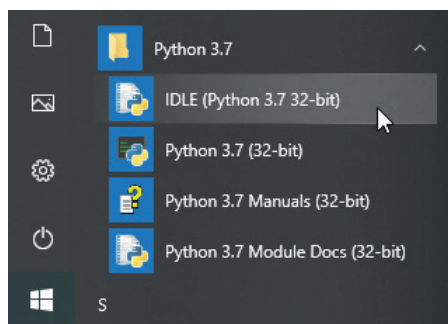 Python 3.7
IDLE (Python 3.7 32-bit)
Python 3.7 (32-bit)
Python 3.7 Manuals (32-bit)
Python 3.7 Module Docs (32-bit)
S